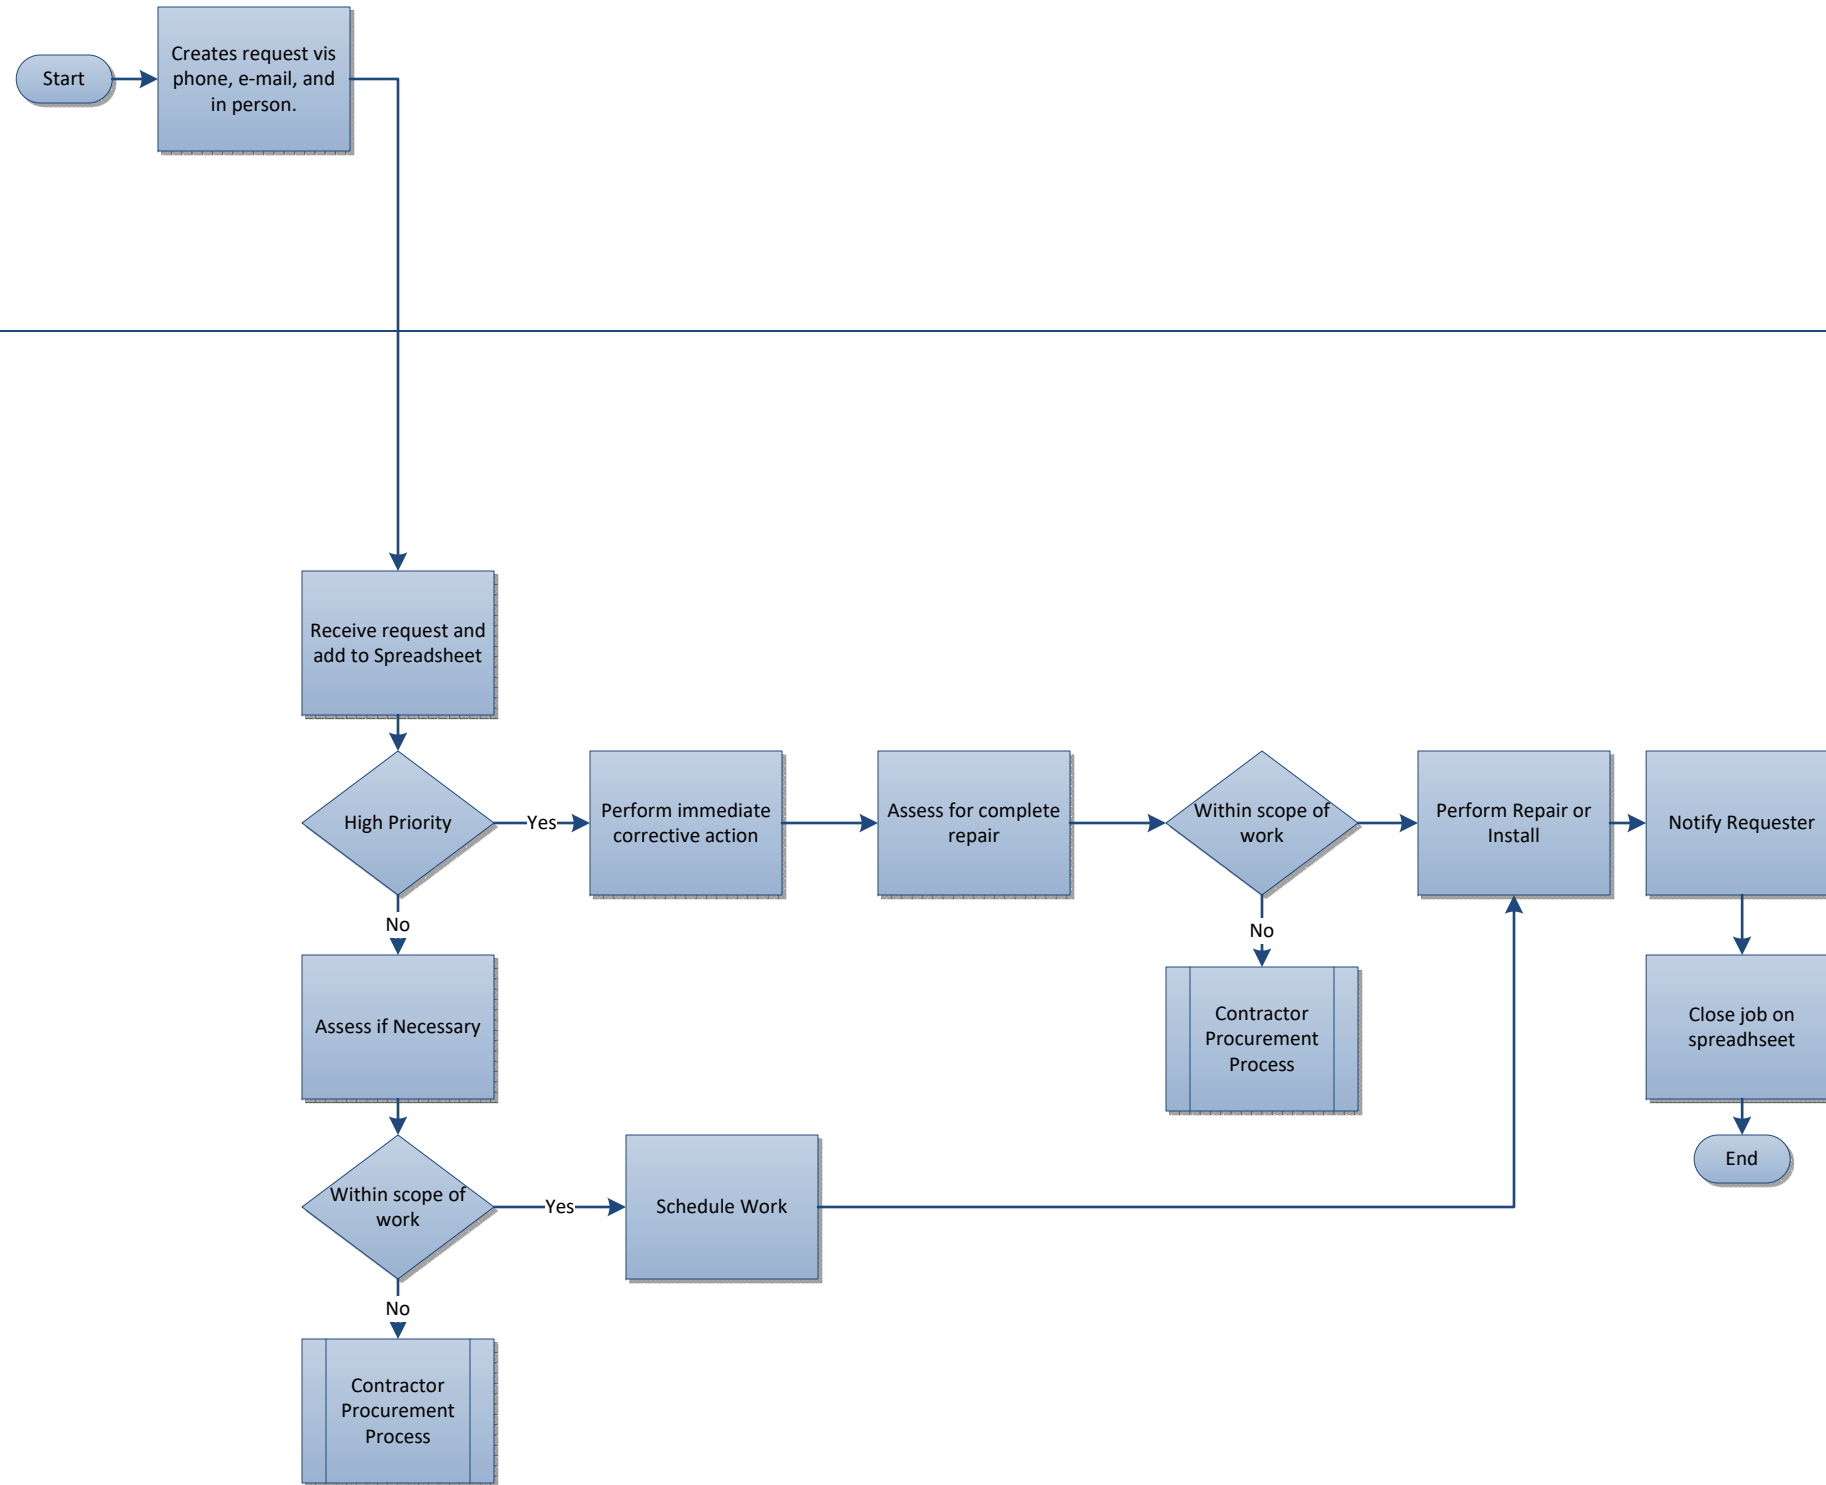 Start
Creates request vis
phone, e-mail, and
in person.
Receive request and
add to Spreadsheet
High Priority
Yes
Perform immediate
corrective action
Assess for complete
repair
Within scope of
work
Perform Repair or
Install
Notify Requester
No
No
Assess if Necessary
Contractor
Procurement
Process
Close job on
spreadhseet
End
Within scope of
work
Yes
Schedule Work
No
Contractor
Procurement
Process